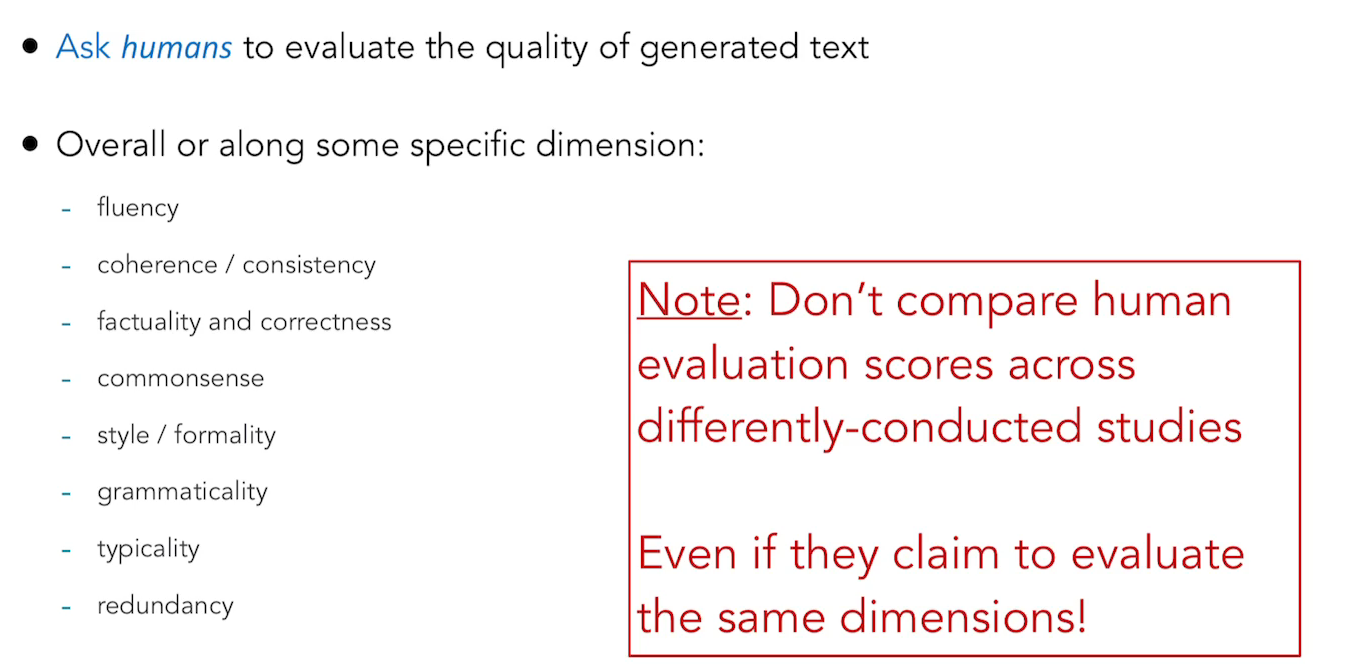 ● Ask humans to evaluate the quality of generated text
● Overall or along some specific dimension:
- fluency
- coherence / consistency
- factuality and correctness
- commonsense
- style / formality
- grammaticality
- typicality
- redundancy
Note: Don’t compare human
evaluation scores across
differently-conducted studies
Even if they claim to evaluate
the same dimensions!